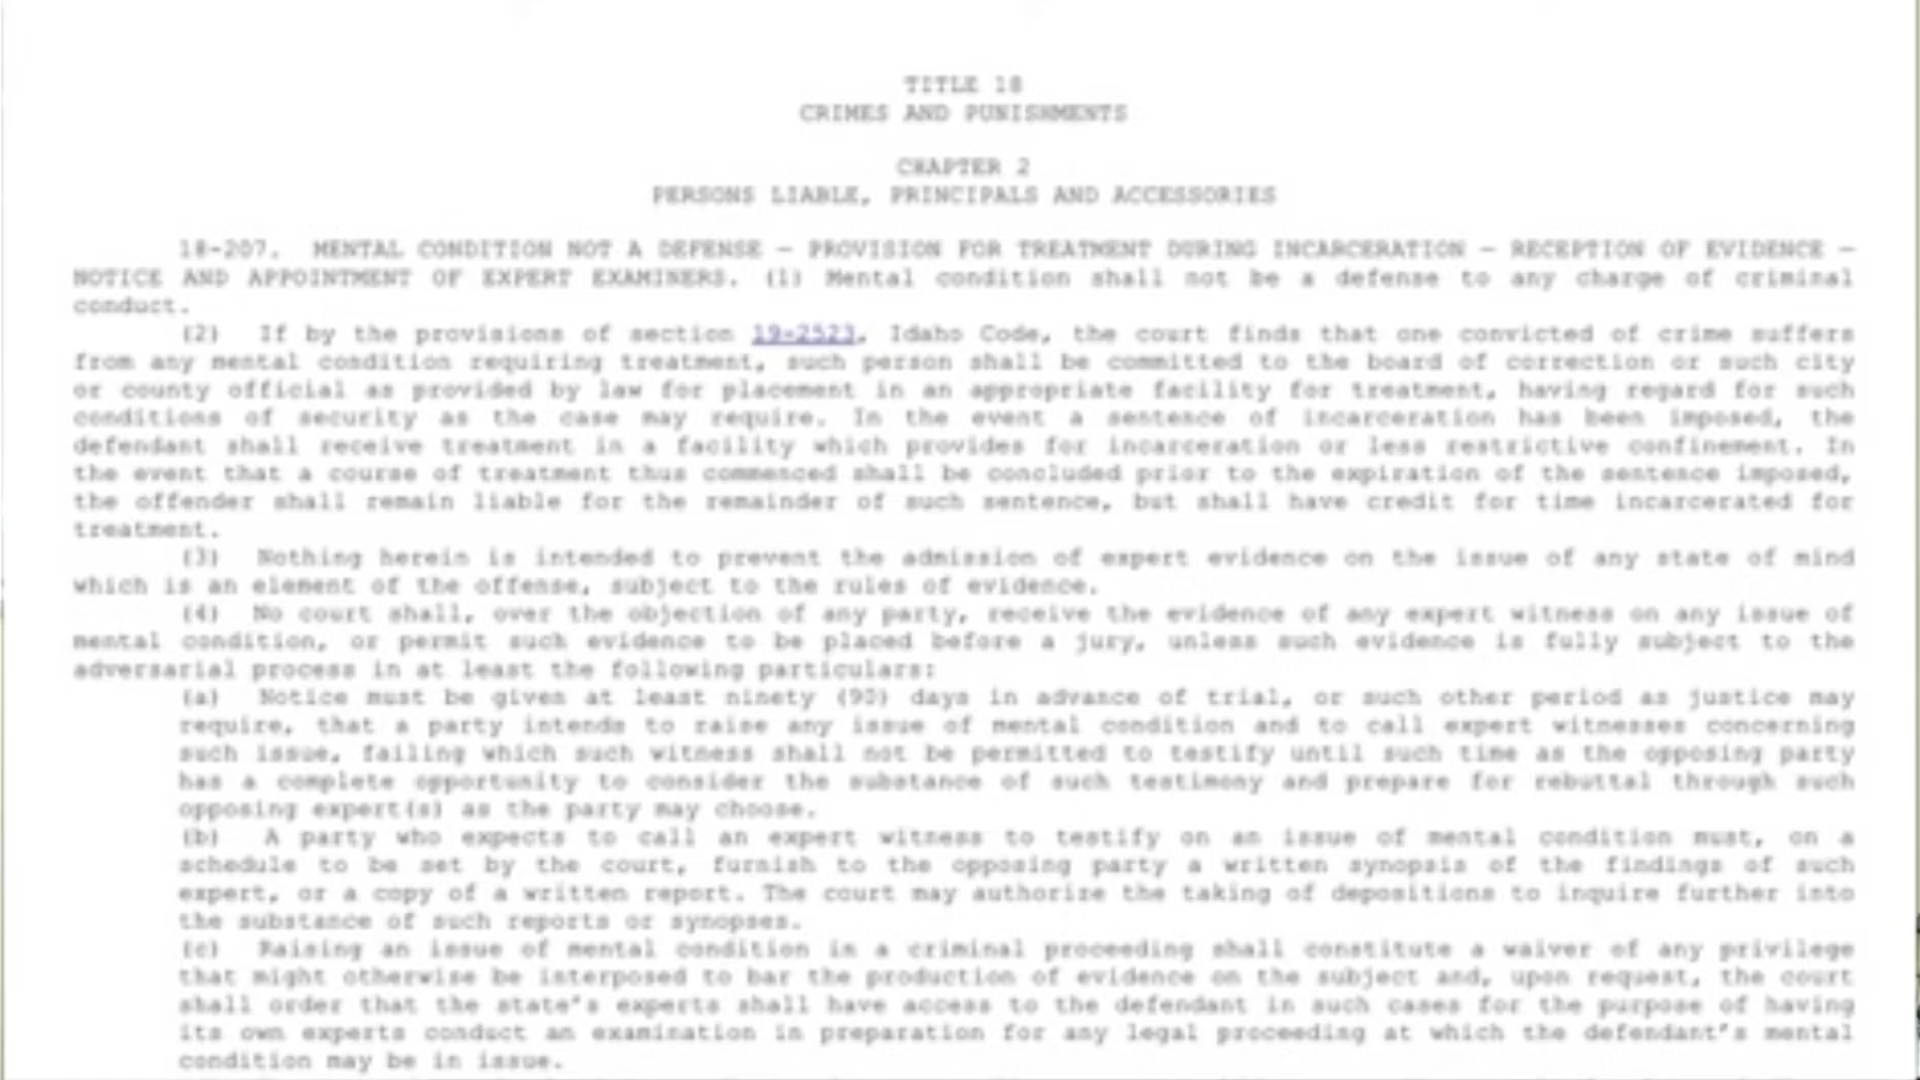 TITLE 18
CRIMES AND PUNISHMENTS
CHAPTER 2
PERSONS LIABLE, PRINCIPALS AND ACCESSORIES
18-207. MENTAL CONDITION NOT A DEFENSE — PROVISION FOR TREATMENT DURING INCARCERATION — RECEPTION OF EVIDENCE —
NOTICE AND APPOINTMENT OF EXPERT EXAMINERS. (1) Mental condition shall not be a defense to any charge of criminal
conduct.
(2) If by the provisions of section 19-2523, Idaho Code, the court finds that one convicted of crime suffers
from any mental condition requiring treatment, such person shall be committed to the board of correction or such city
or county official as provided by law for placement in an appropriate facility for treatment, having regard for such
conditions of security as the case may require. In the event a sentence of incarceration has been imposed, the
defendant shall receive treatment in a facility which provides for incarceration or less restrictive confinement. In
the event that a course of treatment thus commenced shall be concluded prior to the expiration of the sentence imposed,
the offender shall remain liable for the remainder of such sentence, but shall have credit for time incarcerated for
treatment.
(3) Nothing herein is intended to prevent the admission of expert evidence on the issue of any state of mind
which is an element of the offense, subject to the rules of evidence.
(4) No court shall, over the objection of any party, receive the evidence of any expert witness on any issue of
mental condition, or permit such evidence to be placed before a jury, unless such evidence is fully subject to the
adversarial process in at least the following particulars:
(a) Notice must be given at least ninety (90) days in advance of trial, or such other period as justice may
require, that a party intends to raise any issue of mental condition and to call expert witnesses concerning
such issue, failing which such witness shall not be permitted to testify until such time as the opposing party
has a complete opportunity to consider the substance of such testimony and prepare for rebuttal through such
opposing expert(s) as the party may choose.
(b) A party who expects to call an expert witness to testify on an issue of mental condition must, on a
schedule to be set by the court, furnish to the opposing party a written synopsis of the findings of such
expert, or a copy of a written report. The court may authorize the taking of depositions to inquire further into
the substance of such reports or synopses.
(c) Raising an issue of mental condition in a criminal proceeding shall constitute a waiver of any privilege
that might otherwise be interposed to bar the production of evidence on the subject and, upon request, the court
shall order that the state's experts shall have access to the defendant in such cases for the purpose of having
its own experts conduct an examination in preparation for any legal proceeding at which the defendant's mental
condition may be in issue.